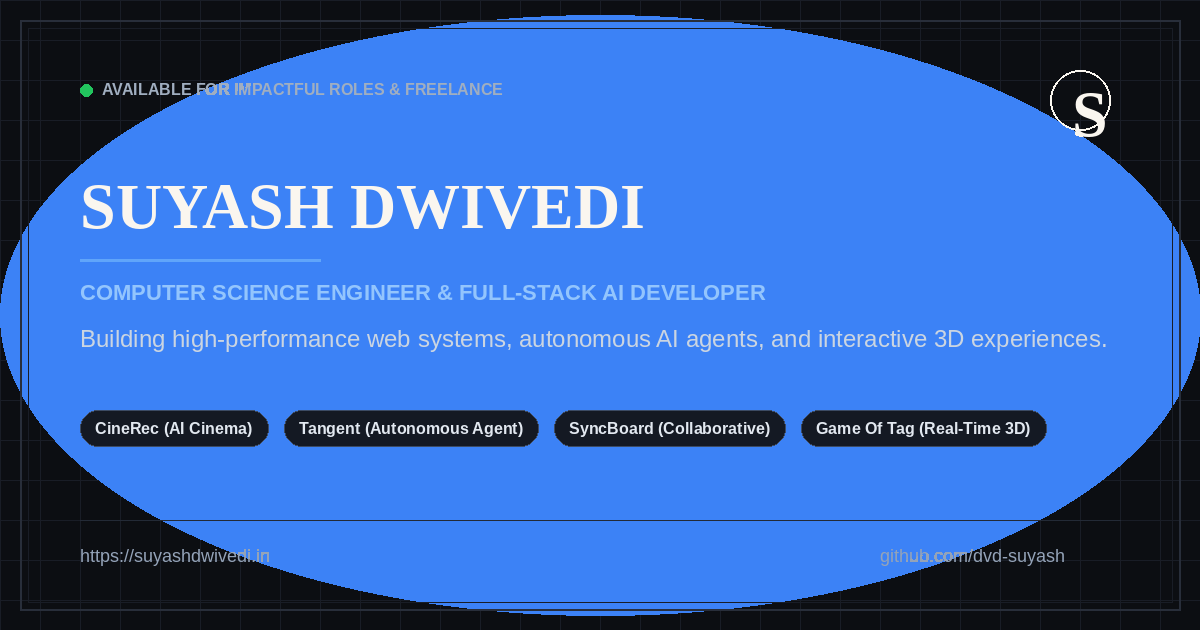 AVAILABLE FOR IMPACTFUL ROLES & FREELANCE
S
SUYASH DWIVEDI
COMPUTER SCIENCE ENGINEER & FULL-STACK AI DEVELOPER
Building high-performance web systems, autonomous AI agents, and interactive 3D experiences.
CineRec (AI Cinema) Tangent (Autonomous Agent) SyncBoard (Collaborative) Game Of Tag (Real-Time 3D)
https://suyashdwivedi.in github.com/dvd-suyash